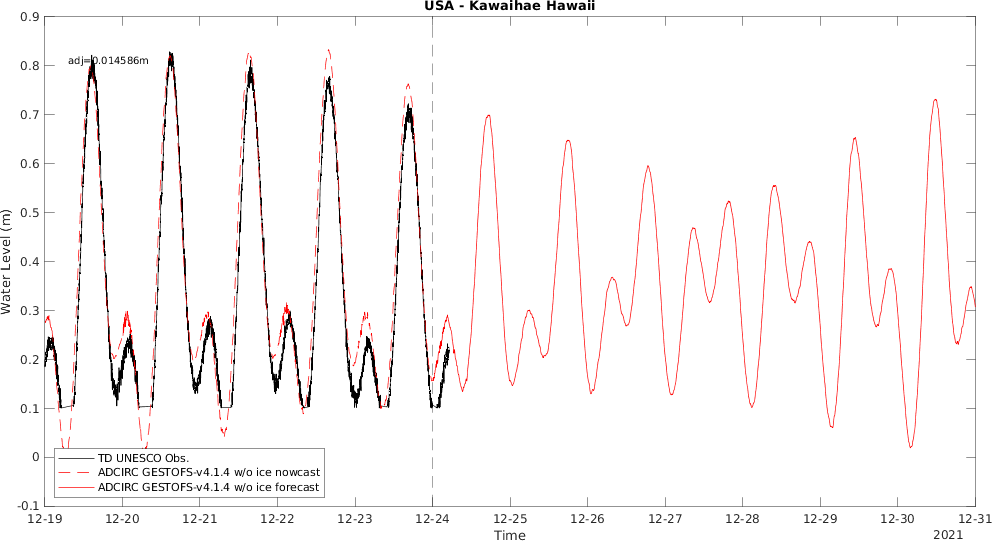 USA - Kawaihae Hawaii
0.9
adj=0.014586m
0.8
0.7
0.6
0.5
0.4
0.3
0.2
0.1
0
-0.1
Water Level (m)
TD UNESCO Obs.
ADCIRC GESTOFS-v4.1.4 w/o ice nowcast
ADCIRC GESTOFS-v4.1.4 w/o ice forecast
12-19 12-20 12-21 12-22 12-23 12-24 12-25 12-26 12-27 12-28 12-29 12-30 12-31
Time
2021